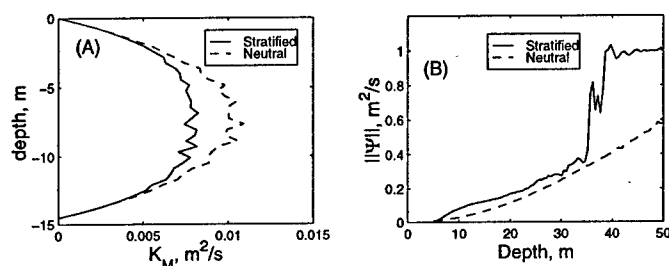 (A)
Stratified
Neutral
0
-5
-10
-15
depth, m
0
0.005
0.01
0.015
K_M, m²/s
(B)
Stratified
Neutral
1
0.8
0.6
0.4
0.2
0
||Ψ||, m²/s
0
10
20
30
40
50
Depth, m